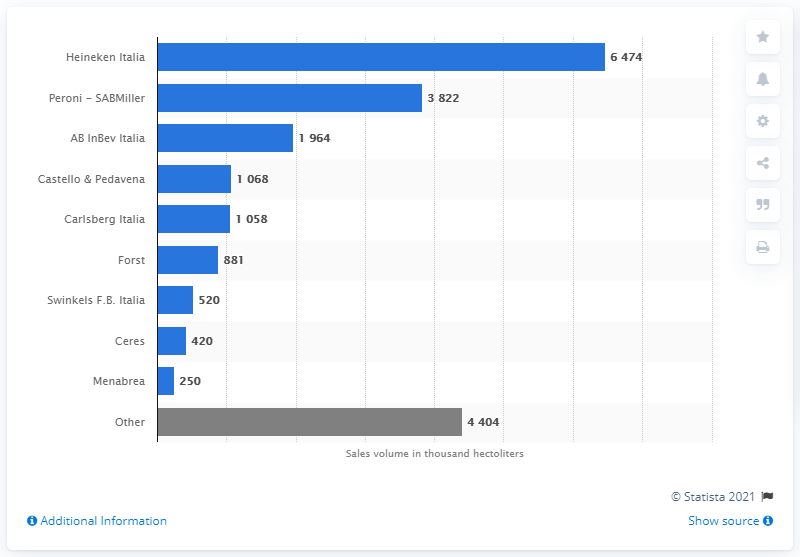 Heineken Italia 6 474
Peroni - SABMiller 3 822
AB InBev Italia 1 964
Castello & Pedavena 1 068
Carlsberg Italia 1 058
Forst 881
Swinkels F.B. Italia 520
Ceres 420
Menabrea 250
Other 4 404
Sales volume in thousand hectoliters
© Statista 2021
Additional Information Show source